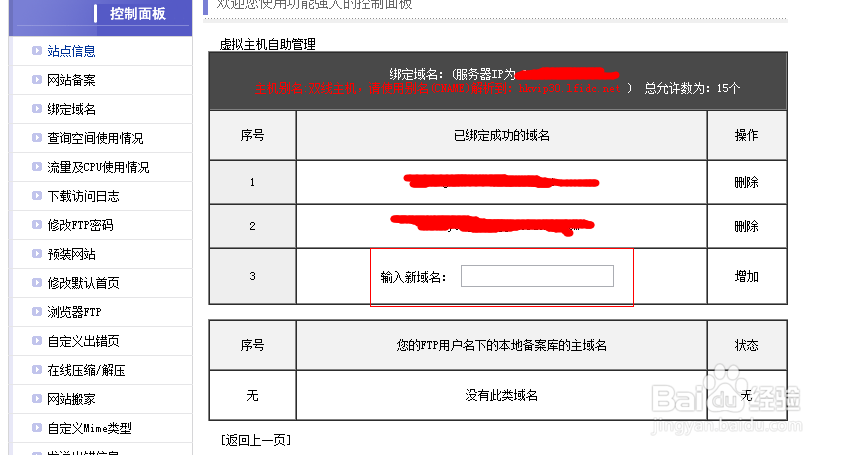 控制面板
站点信息
网站备案
绑定域名
查询空间使用情况
流量及CPU使用情况
下载访问日志
修改FTP密码
预装网站
修改默认首页
浏览器FTP
自定义出错页
在线压缩/解压
网站搬家
自定义Mime类型
发送出错信息
欢迎您使用功能强大的控制面板
虚拟主机自助管理
绑定域名：(服务器IP为
) 总允许数为：15个
序号 已绑定成功的域名 操作
1 删除
2 删除
3 输入新域名： 增加
序号 您的FTP用户名下的本地备案库的主域名 状态
无 没有此类域名 无
[返回上一页]
Baidu经验
jingyan.baidu.com